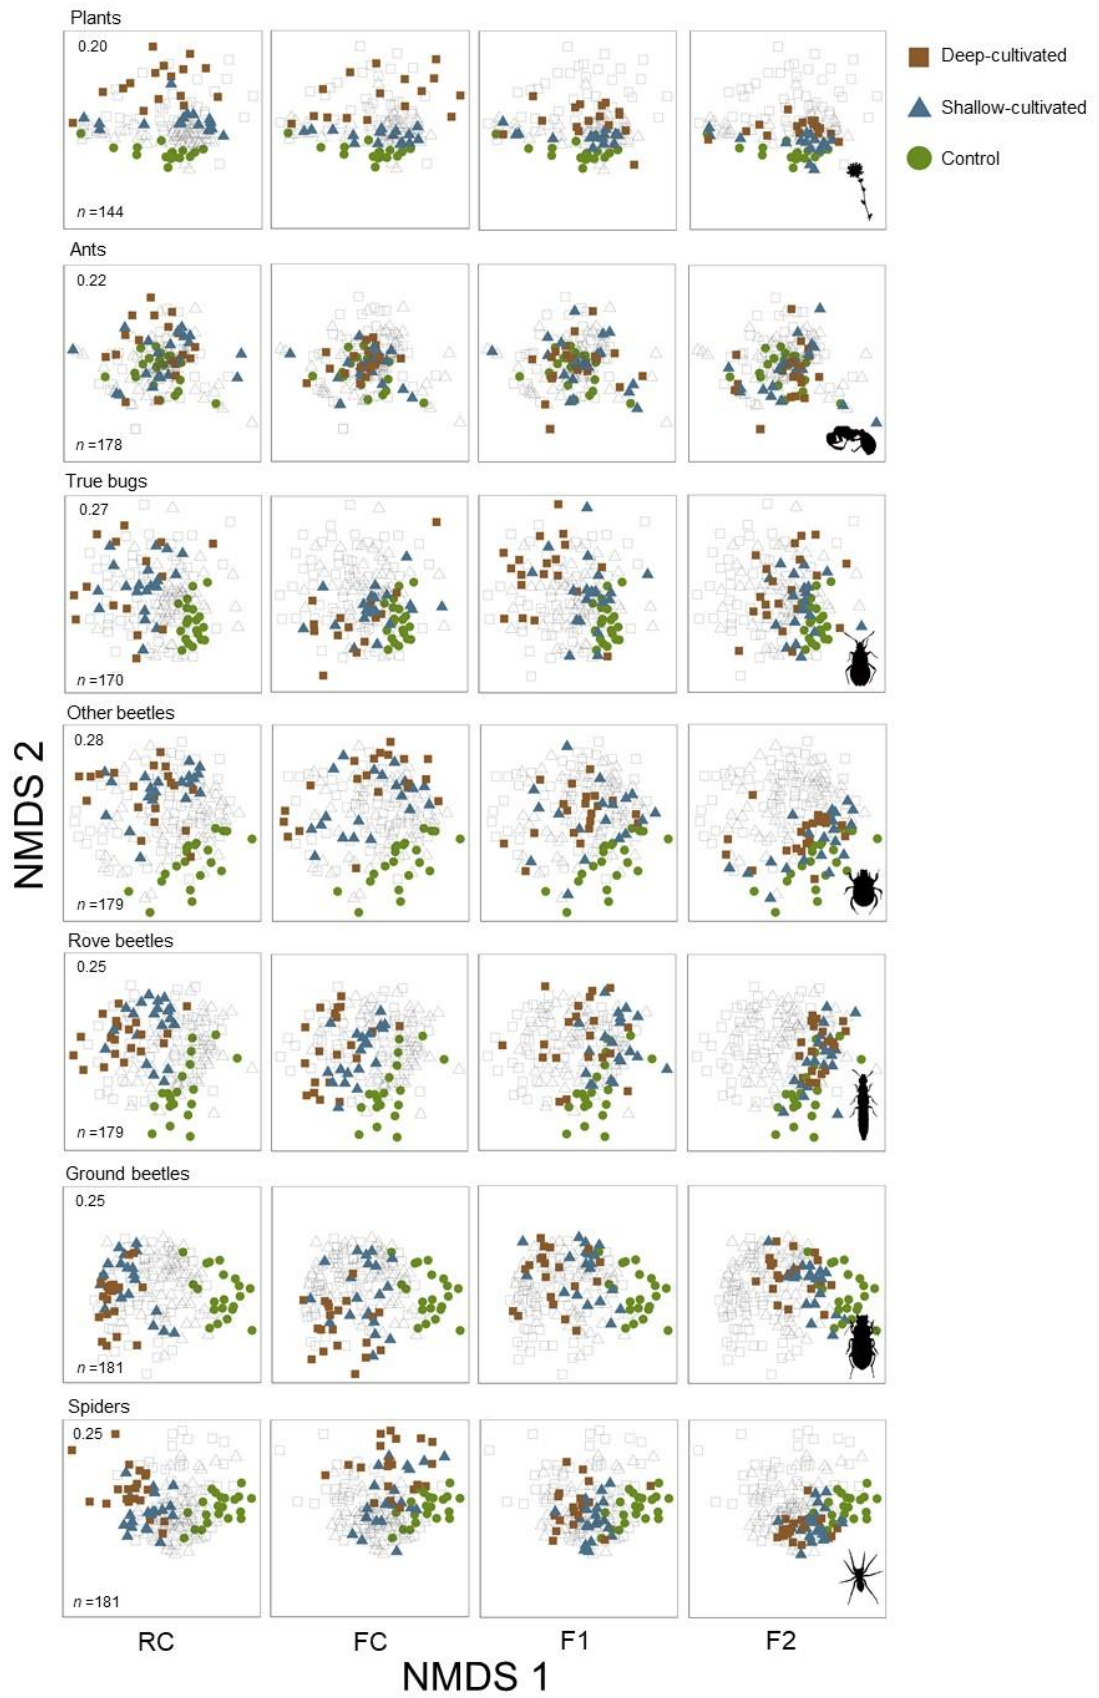 Plants
0.20
Deep-cultivated
Shallow-cultivated
Control
n =144
Ants
0.22
n =178
True bugs
0.27
n =170
Other beetles
0.28
n =179
Rove beetles
0.25
n =179
Ground beetles
0.25
n =181
Spiders
0.25
n =181
NMDS 2
RC FC F1 F2
NMDS 1